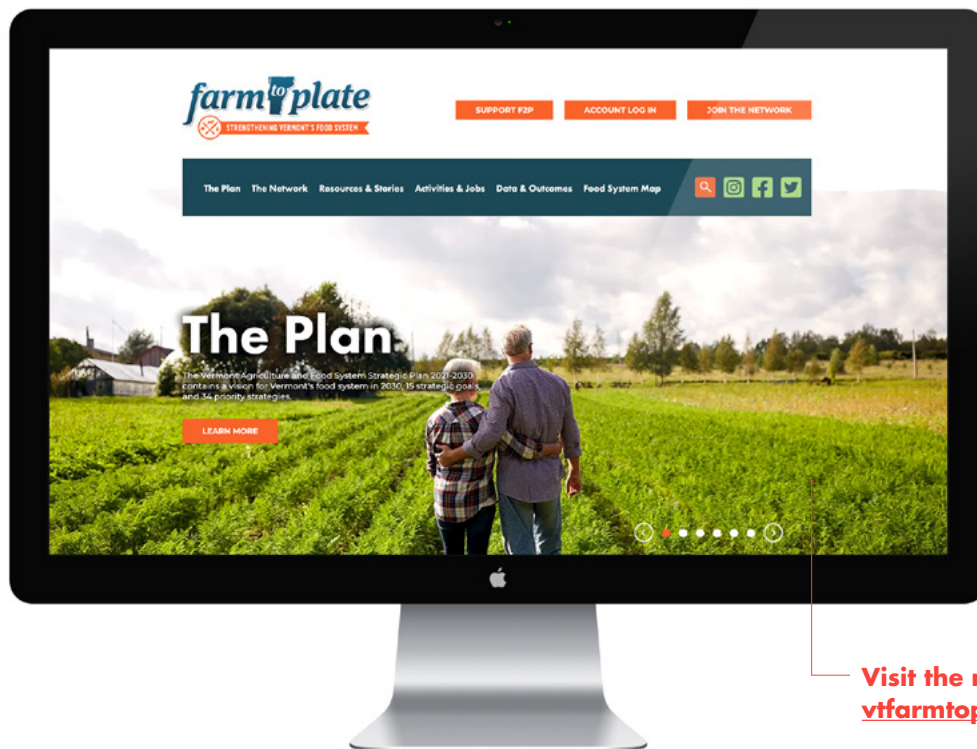 farm to plate
STRENGTHENING VERMONT'S FOOD SYSTEM
SUPPORT F2P ACCOUNT LOG IN JOIN THE NETWORK
The Plan The Network Resources & Stories Activities & Jobs Data & Outcomes Food System Map
The Plan
The Vermont Agriculture and Food System Strategic Plan 2021-2030
contains a vision for Vermont's food system in 2030, 15 strategic goals,
and 34 priority strategies.
LEARN MORE
Visit the
vtfarmtop